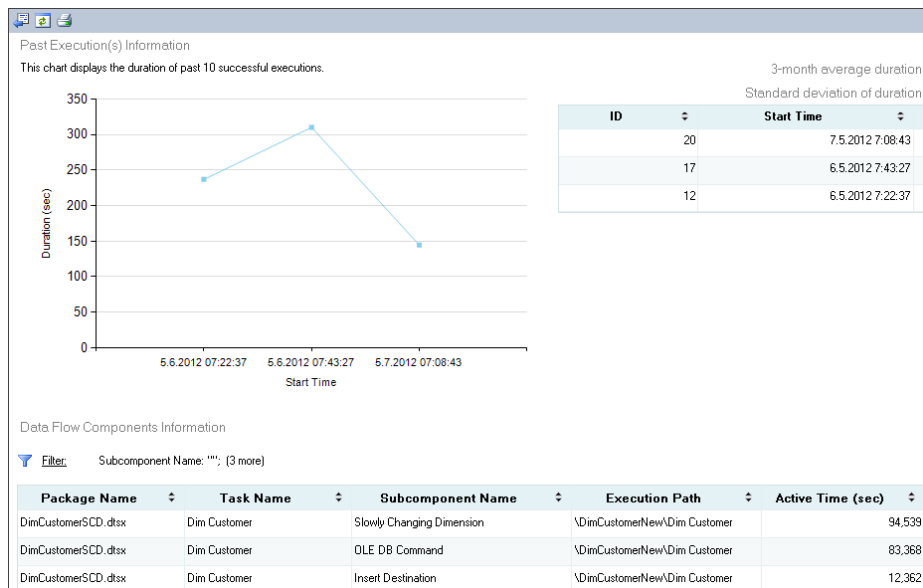 Past Execution(s) Information
This chart displays the duration of past 10 successful executions.
3-month average duration
Standard deviation of duration
350
300
250
200
150
100
50
0
Duration (sec)
5.6.2012 07:22:37 5.6.2012 07:43:27 5.7.2012 07:08:43
Start Time
ID Start Time
20 7.5.2012 7:08:43
17 6.5.2012 7:43:27
12 6.5.2012 7:22:37
Data Flow Components Information
Filter: Subcomponent Name: ""; (3 more)
Package Name Task Name Subcomponent Name Execution Path Active Time (sec)
DimCustomerSCD.dtsx Dim Customer Slowly Changing Dimension \DimCustomerNew\Dim Customer 94,539
DimCustomerSCD.dtsx Dim Customer OLE DB Command \DimCustomerNew\Dim Customer 83,368
DimCustomerSCD.dtsx Dim Customer Insert Destination \DimCustomerNew\Dim Customer 12,362